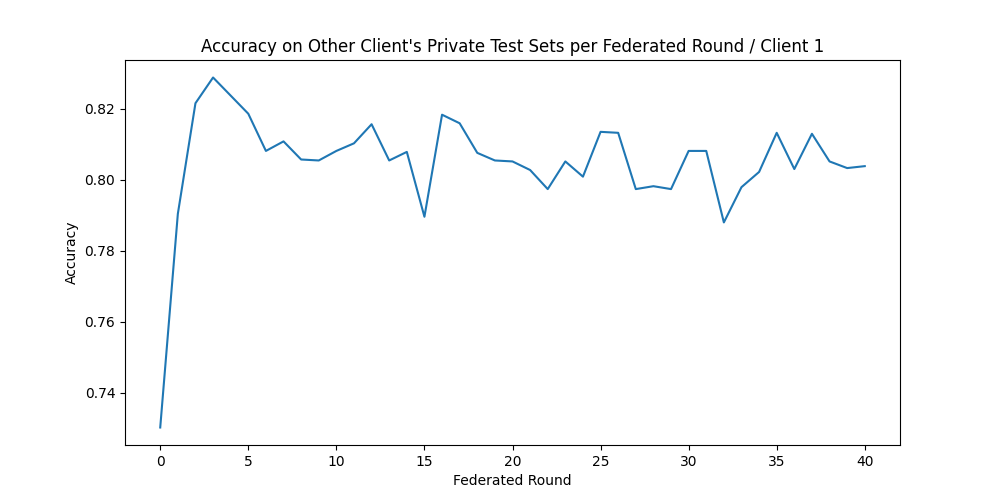 Accuracy on Other Client's Private Test Sets per Federated Round / Client 1
0.82
0.80
0.78
0.76
0.74
Accuracy
0 5 10 15 20 25 30 35 40
Federated Round